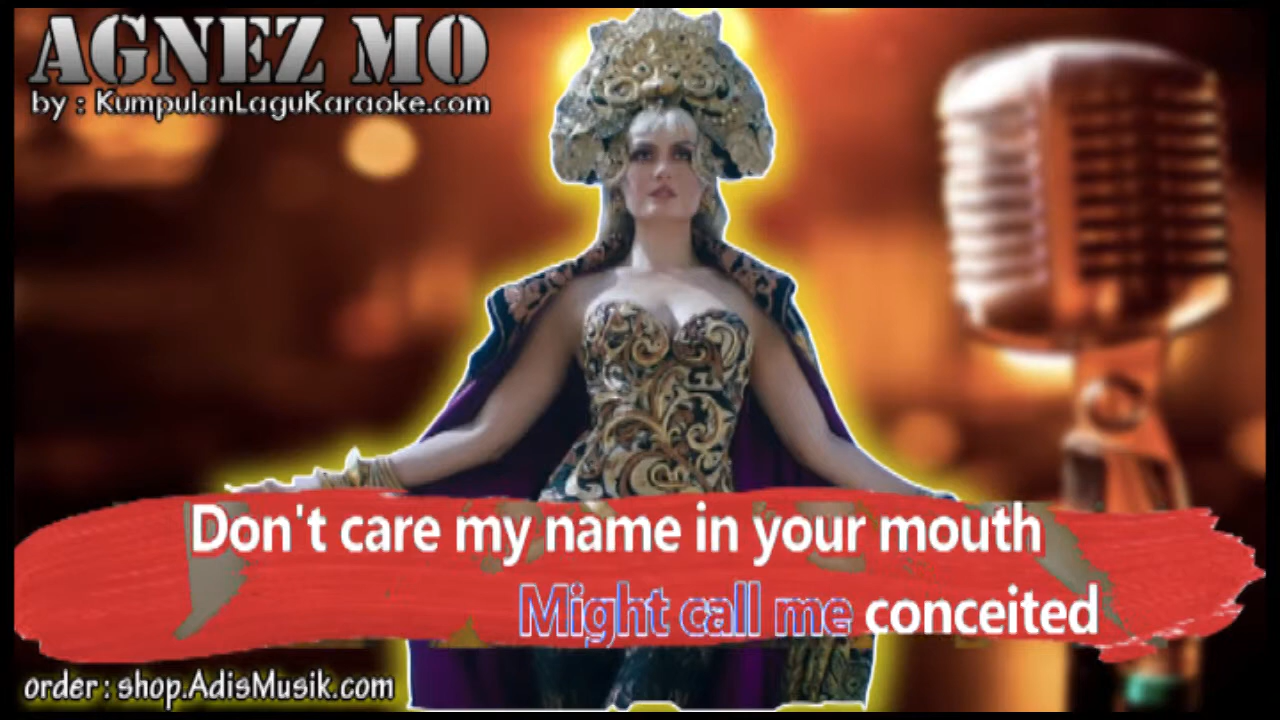 AGNEZ MO
by : KumpulanLaguKaraoke.com
Don't care my name in your mouth
Might call me conceited
order : shop.AdisMusik.com